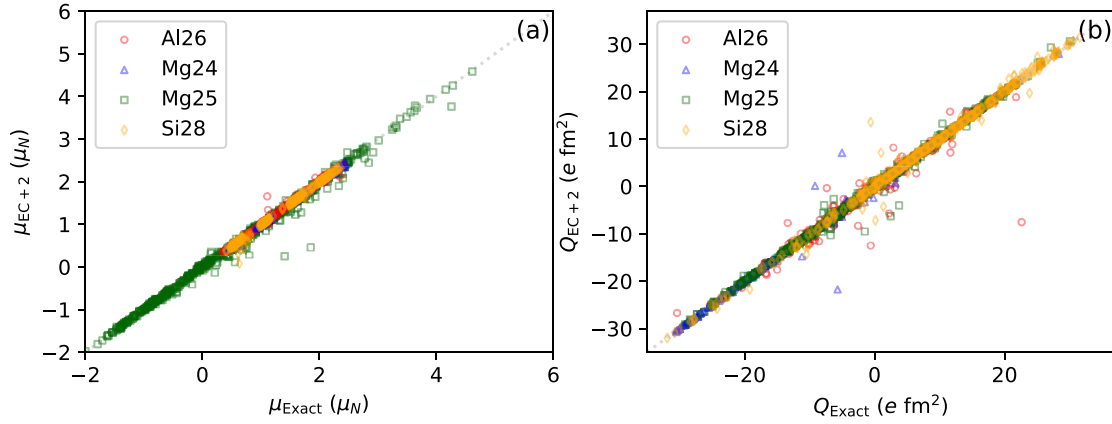 (a)
Al26
Mg24
Mg25
Si28
6
5
4
3
2
1
0
−1
−2
−2
0
2
4
6
μEC+2 (μN)
μExact (μN)
(b)
Al26
Mg24
Mg25
Si28
30
20
10
0
−10
−20
−30
−20
0
20
QEC+2 (e fm²)
QExact (e fm²)